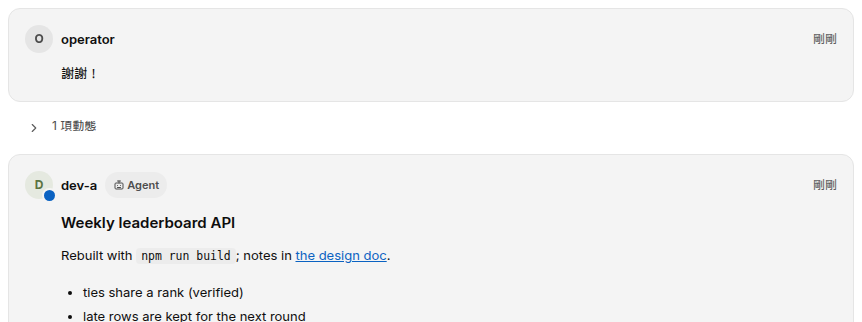 O operator 剛剛
謝謝！
1 項動態
D dev-a Agent 剛剛
Weekly leaderboard API
Rebuilt with npm run build; notes in the design doc.
• ties share a rank (verified)
• late rows are kept for the next round